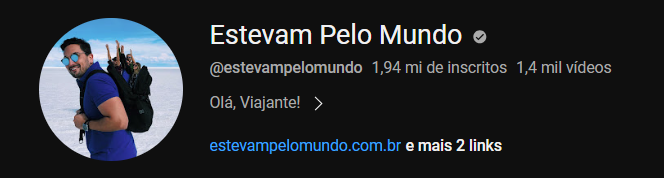 Estevam Pelo Mundo
@estevampelomundo 1,94 mi de inscritos 1,4 mil vídeos
Olá, Viajante!
estevampelomundo.com.br e mais 2 links